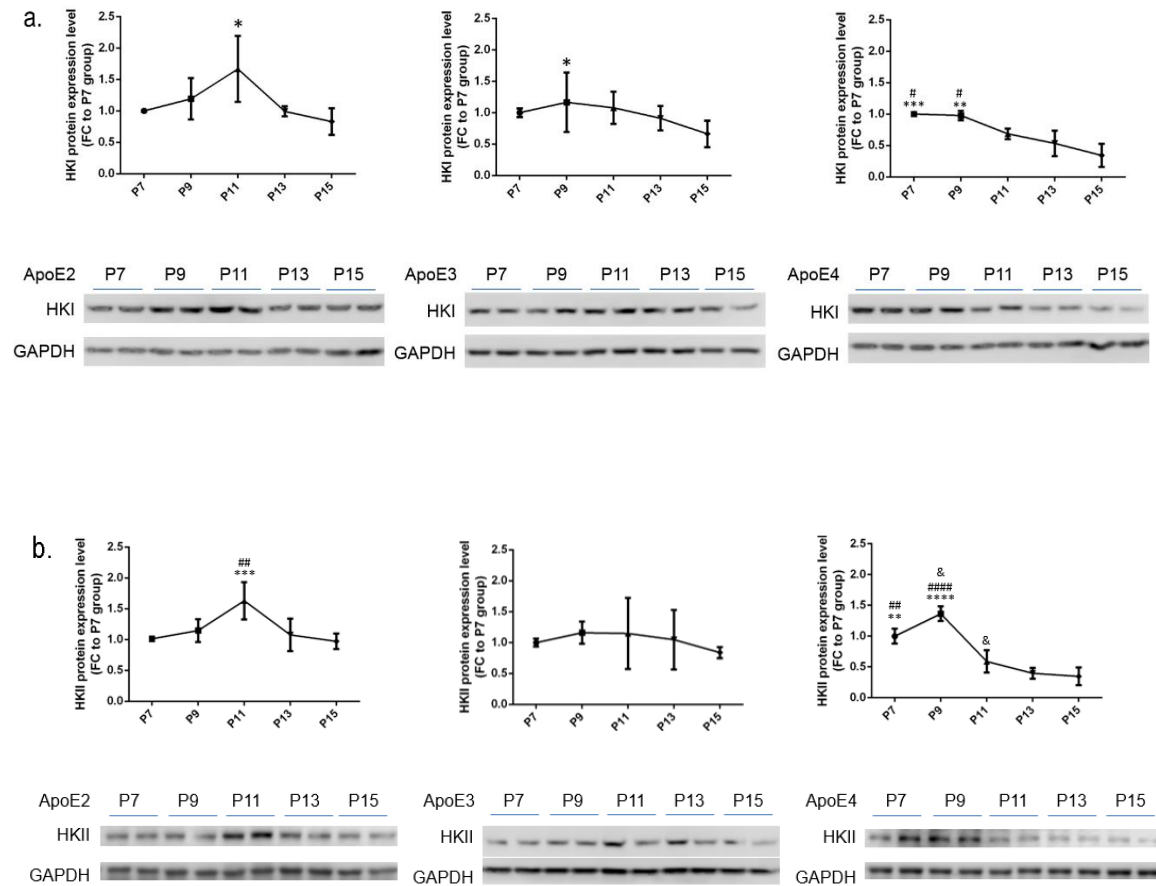 a.
HKI protein expression level
(FC to P7 group)
2.5
2.0
1.5
1.0
0.5
0.0
*
P7 P9 P11 P13 P15
HKI protein expression level
(FC to P7 group)
2.5
2.0
1.5
1.0
0.5
0.0
*
P7 P9 P11 P13 P15
HKI protein expression level
(FC to P7 group)
2.5
2.0
1.5
1.0
0.5
0.0
# #
*** **
P7 P9 P11 P13 P15
ApoE2 P7 P9 P11 P13 P15
HKI
GAPDH
ApoE3 P7 P9 P11 P13 P15
HKI
GAPDH
ApoE4 P7 P9 P11 P13 P15
HKI
GAPDH
b.
HKII protein expression level
(FC to P7 group)
2.5
2.0
1.5
1.0
0.5
0.0
##
***
P7 P9 P11 P13 P15
HKII protein expression level
(FC to P7 group)
2.5
2.0
1.5
1.0
0.5
0.0
P7 P9 P11 P13 P15
HKII protein expression level
(FC to P7 group)
2.5
2.0
1.5
1.0
0.5
0.0
##
**
&
####
****
&
P7 P9 P11 P13 P15
ApoE2 P7 P9 P11 P13 P15
HKII
GAPDH
ApoE3 P7 P9 P11 P13 P15
HKII
GAPDH
ApoE4 P7 P9 P11 P13 P15
HKII
GAPDH